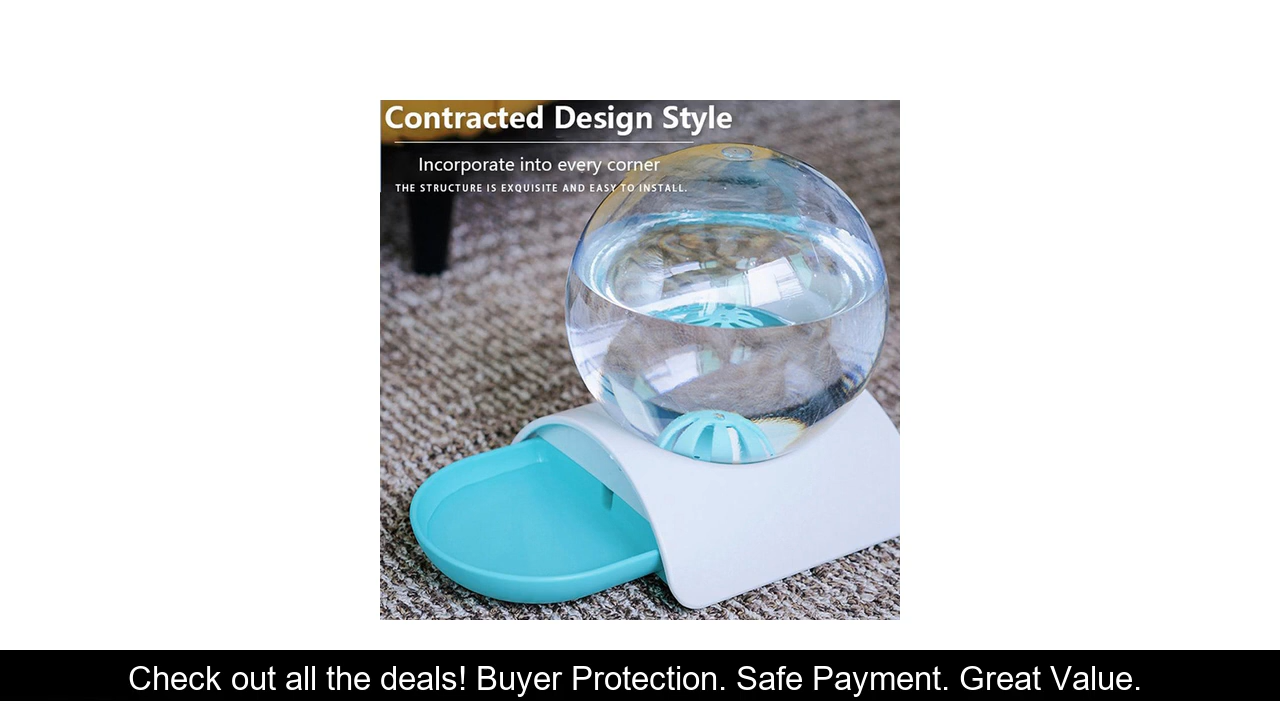 Contracted Design Style
Incorporate into every corner
THE STRUCTURE IS EXQUISITE AND EASY TO INSTALL.
Check out all the deals! Buyer Protection. Safe Payment. Great Value.